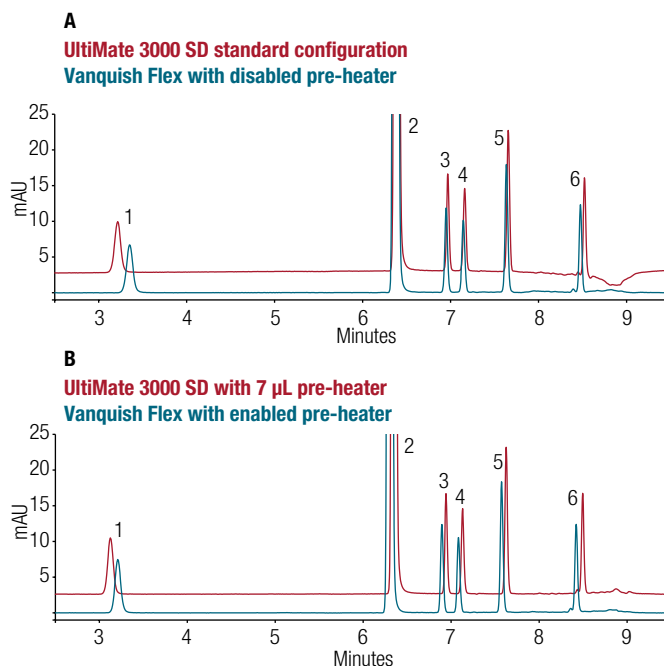 A
UltiMate 3000 SD standard configuration
Vanquish Flex with disabled pre-heater
25
20
15
10
5
mAU
1
2
3
4
5
6
3 4 5 6 7 8 9
Minutes
B
UltiMate 3000 SD with 7 µL pre-heater
Vanquish Flex with enabled pre-heater
25
20
15
10
5
mAU
1
2
3
4
5
6
3 4 5 6 7 8 9
Minutes